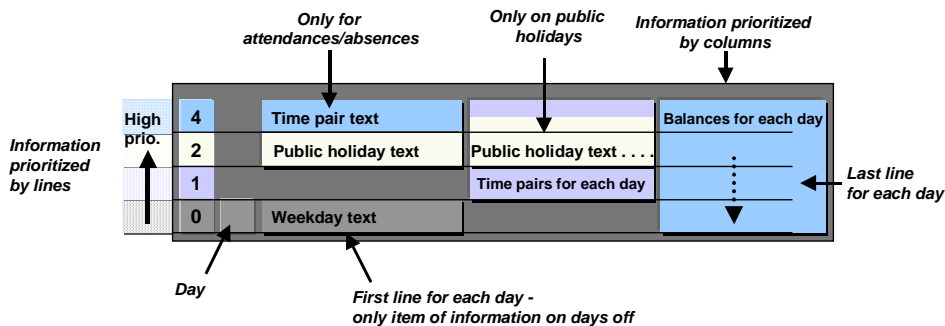 Only for
attendances/absences
Only on public
holidays
Information prioritized
by columns
High
prio.
4
Time pair text
Balances for each day
Information
prioritized
by lines
2
Public holiday text
Public holiday text . . . .
1
Time pairs for each day
Last line
for each day
0
Weekday text
Day
First line for each day -
only item of information on days off